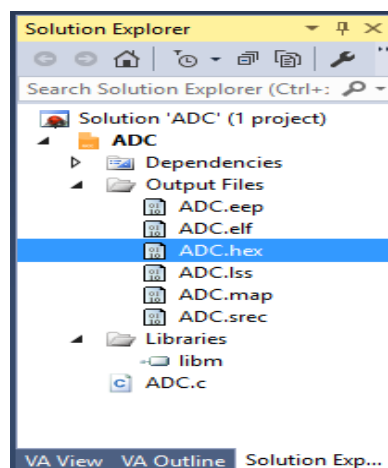 Solution Explorer
Search Solution Explorer (Ctrl+;
Solution 'ADC' (1 project)
ADC
Dependencies
Output Files
ADC.eep
ADC.elf
ADC.hex
ADC.lss
ADC.map
ADC.srec
Libraries
libm
ADC.c
VA View VA Outline Solution Exp...